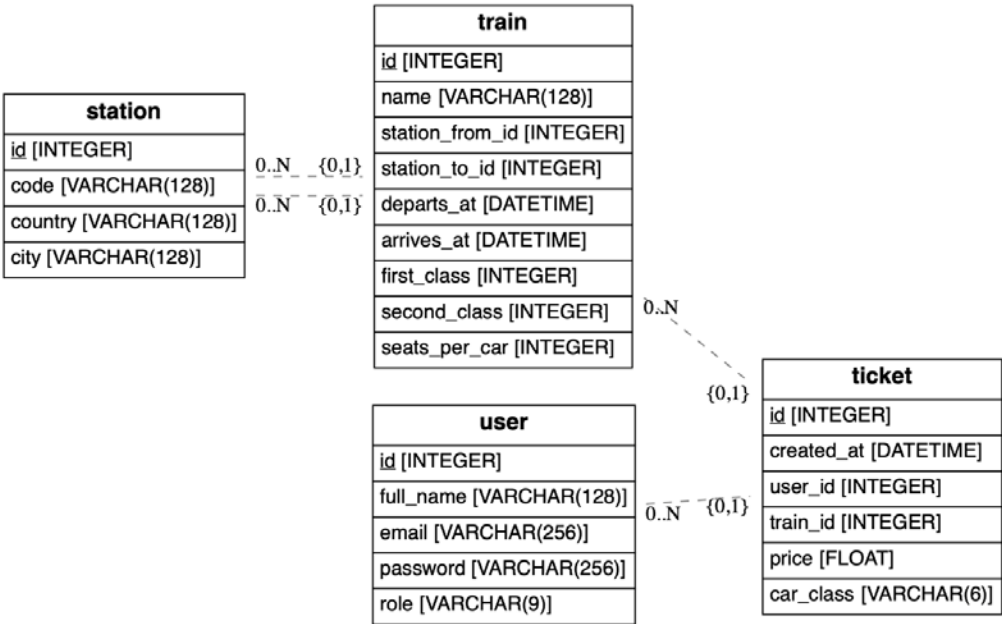 station
id [INTEGER]
code [VARCHAR(128)]
country [VARCHAR(128)]
city [VARCHAR(128)]
0..N {0,1}
0..N {0,1}
train
id [INTEGER]
name [VARCHAR(128)]
station_from_id [INTEGER]
station_to_id [INTEGER]
departs_at [DATETIME]
arrives_at [DATETIME]
first_class [INTEGER]
second_class [INTEGER]
seats_per_car [INTEGER]
0..N
{0,1}
user
id [INTEGER]
full_name [VARCHAR(128)]
email [VARCHAR(256)]
password [VARCHAR(256)]
role [VARCHAR(9)]
0..N {0,1}
ticket
id [INTEGER]
created_at [DATETIME]
user_id [INTEGER]
train_id [INTEGER]
price [FLOAT]
car_class [VARCHAR(6)]